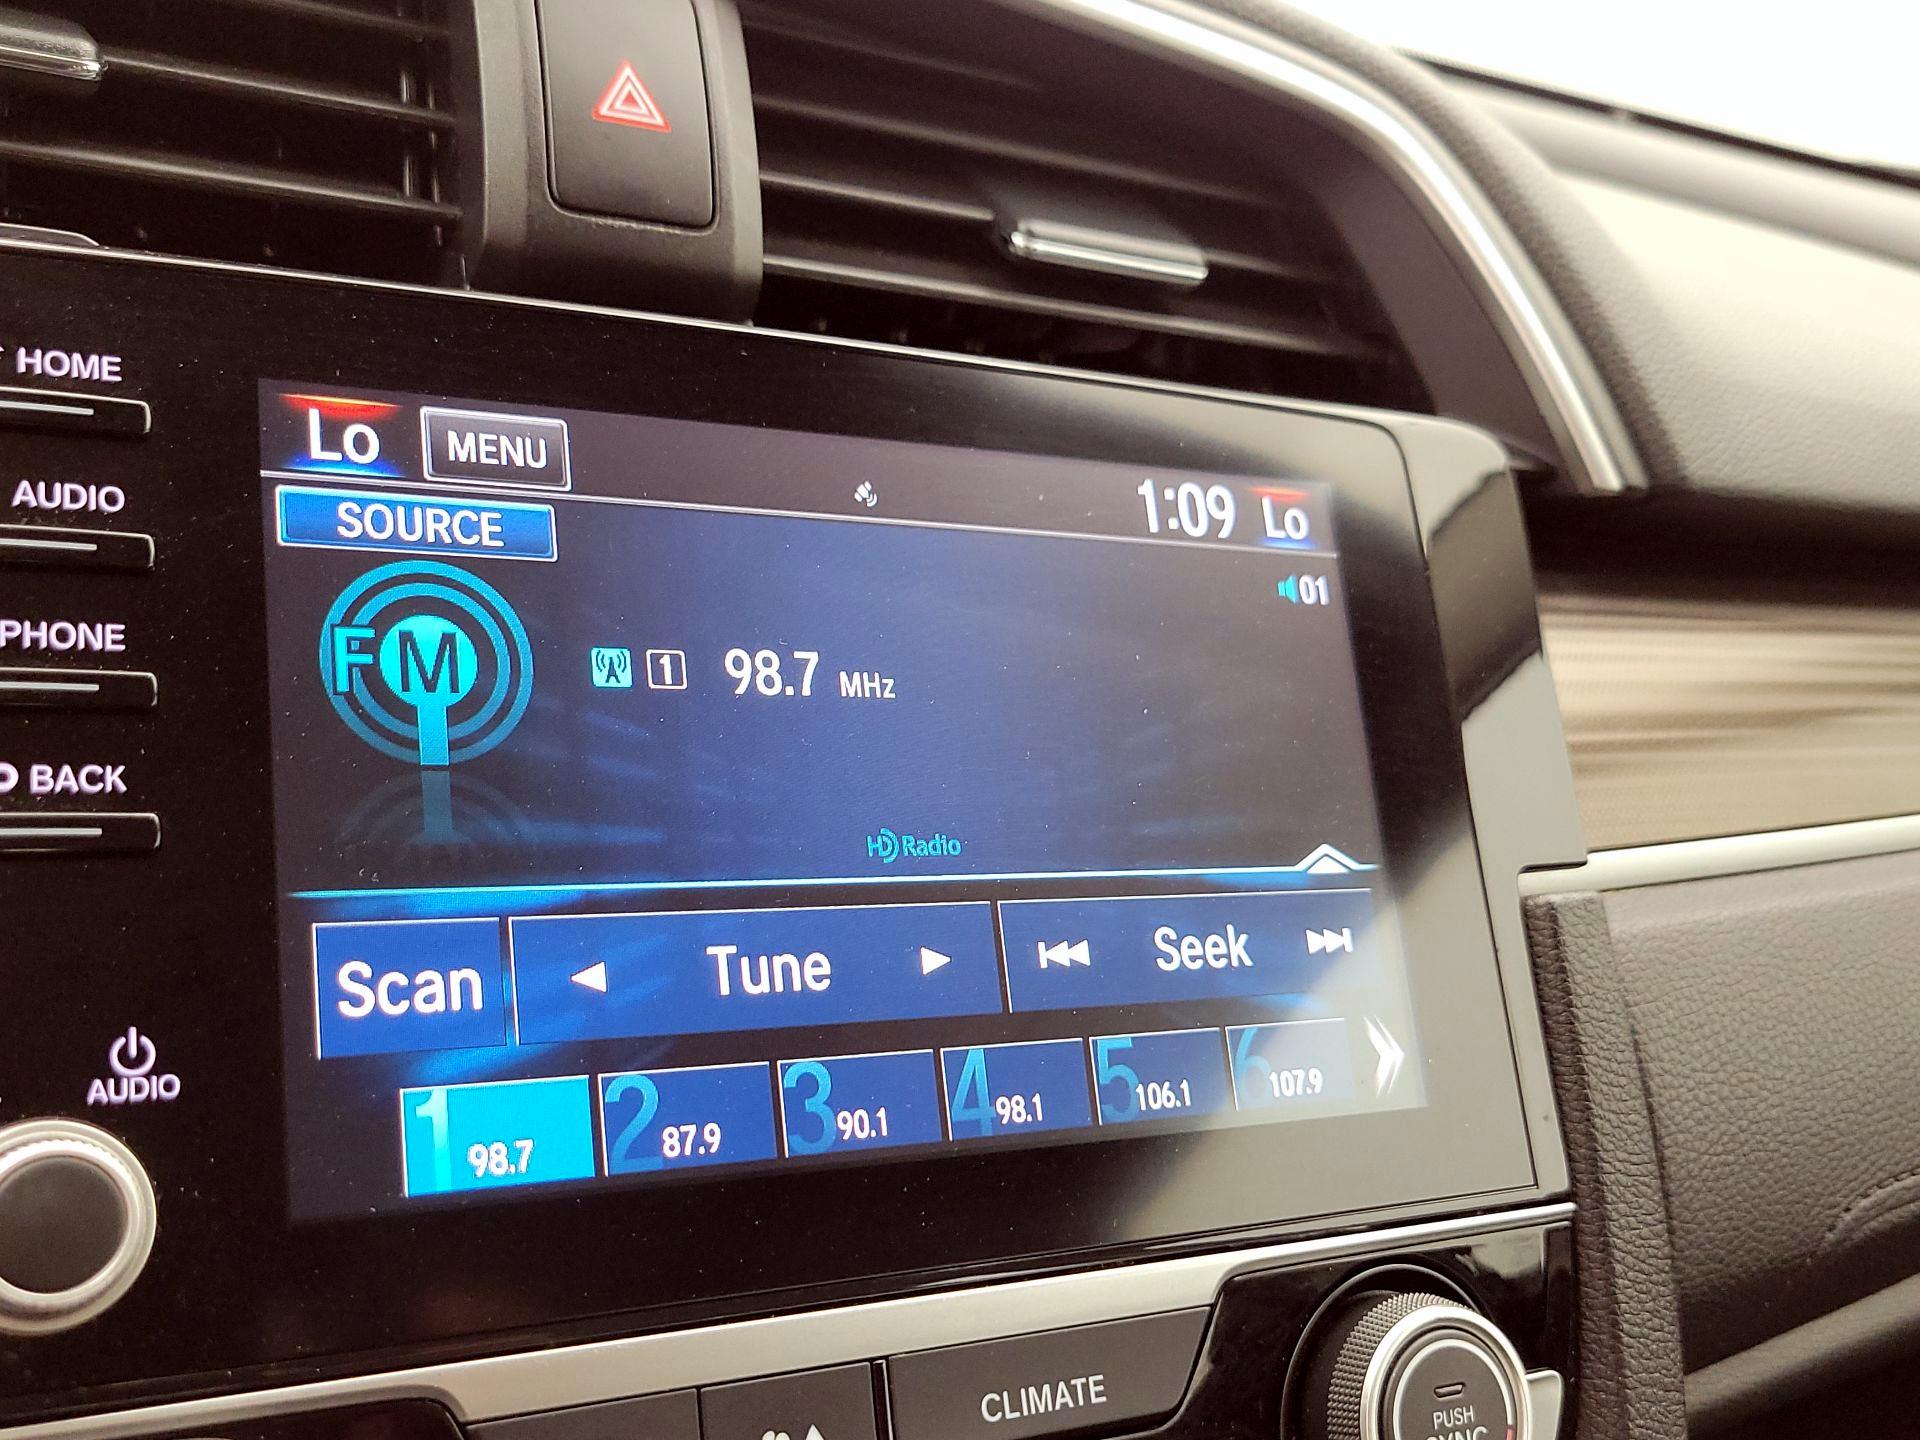 HOME
AUDIO
PHONE
BACK
AUDIO
Lo MENU 1:09 Lo
SOURCE
01
FM 1 98.7 MHz
HD Radio
Scan Tune Seek
1 98.7 2 87.9 3 90.1 4 98.1 5 106.1 6 107.9
CLIMATE
PUSH
SYNC